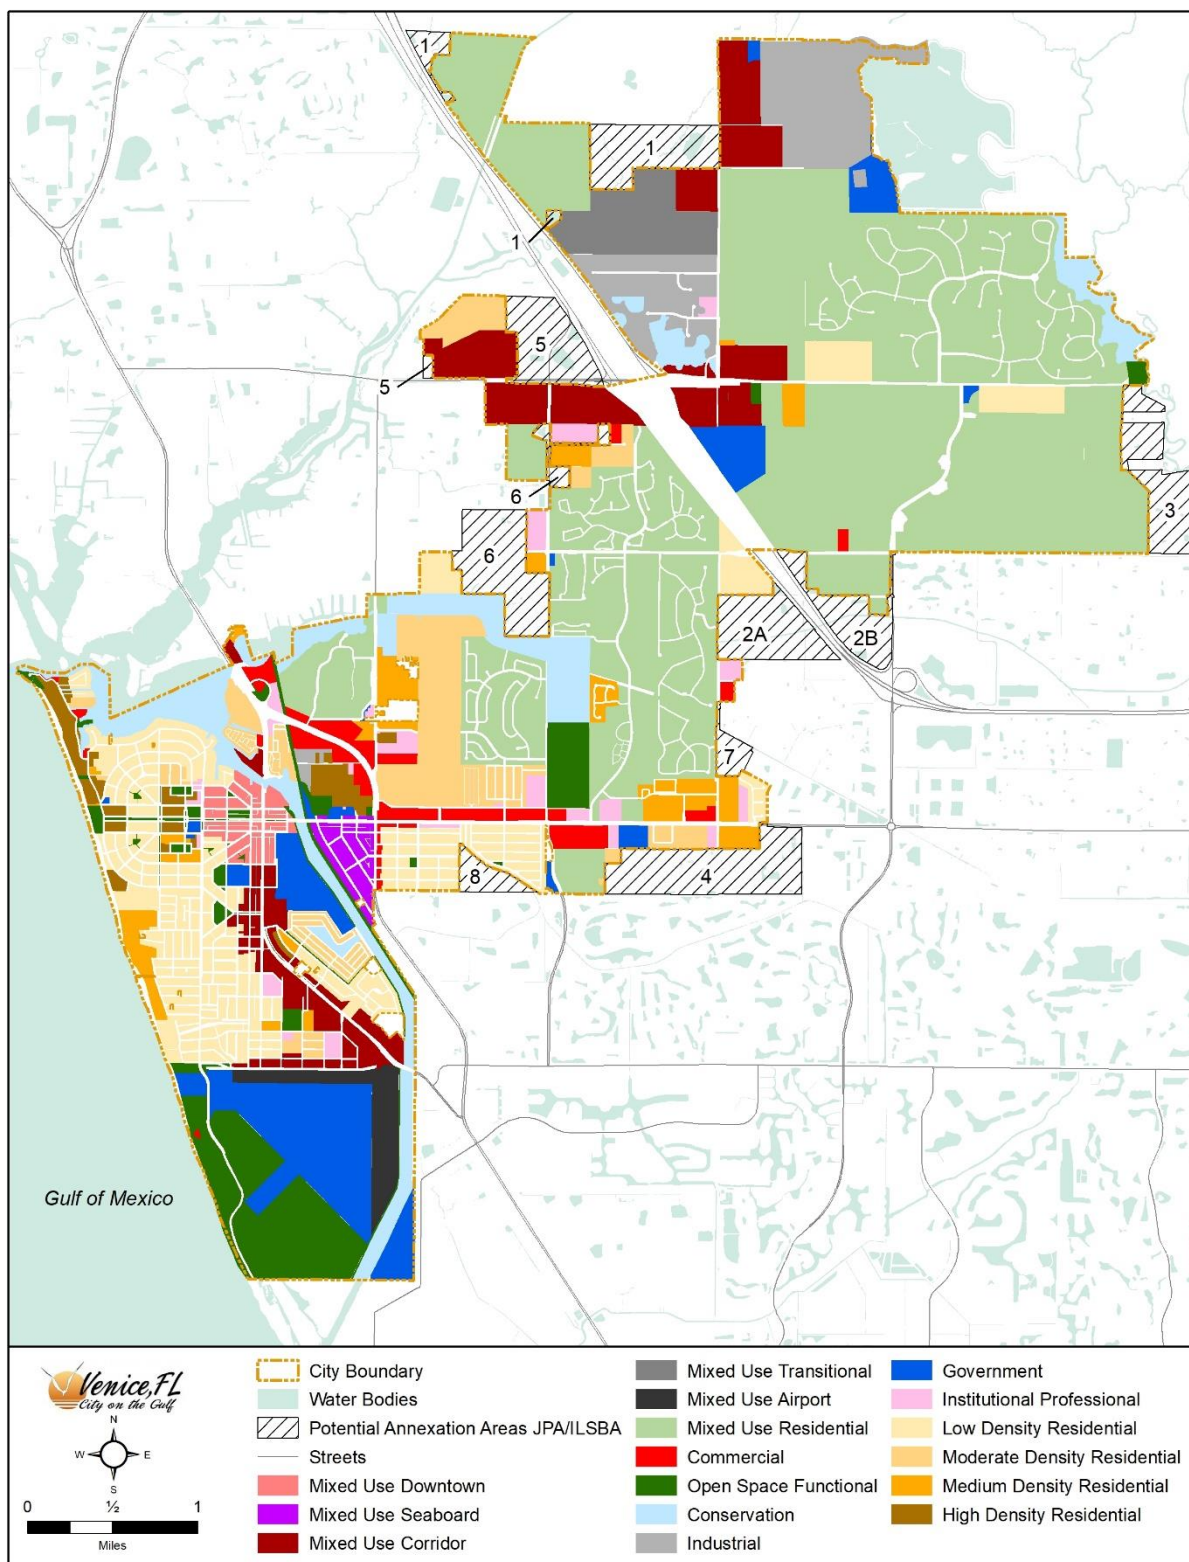 1
1
1
5
5
6
6
3
2A
2B
7
8
4
Gulf of Mexico
Venice, FL
City on the Gulf
N
W E
S
0 ½ 1
Miles
City Boundary
Water Bodies
Potential Annexation Areas JPA/ILSBA
Streets
Mixed Use Downtown
Mixed Use Seaboard
Mixed Use Corridor
Mixed Use Transitional
Mixed Use Airport
Mixed Use Residential
Commercial
Open Space Functional
Conservation
Industrial
Government
Institutional Professional
Low Density Residential
Moderate Density Residential
Medium Density Residential
High Density Residential